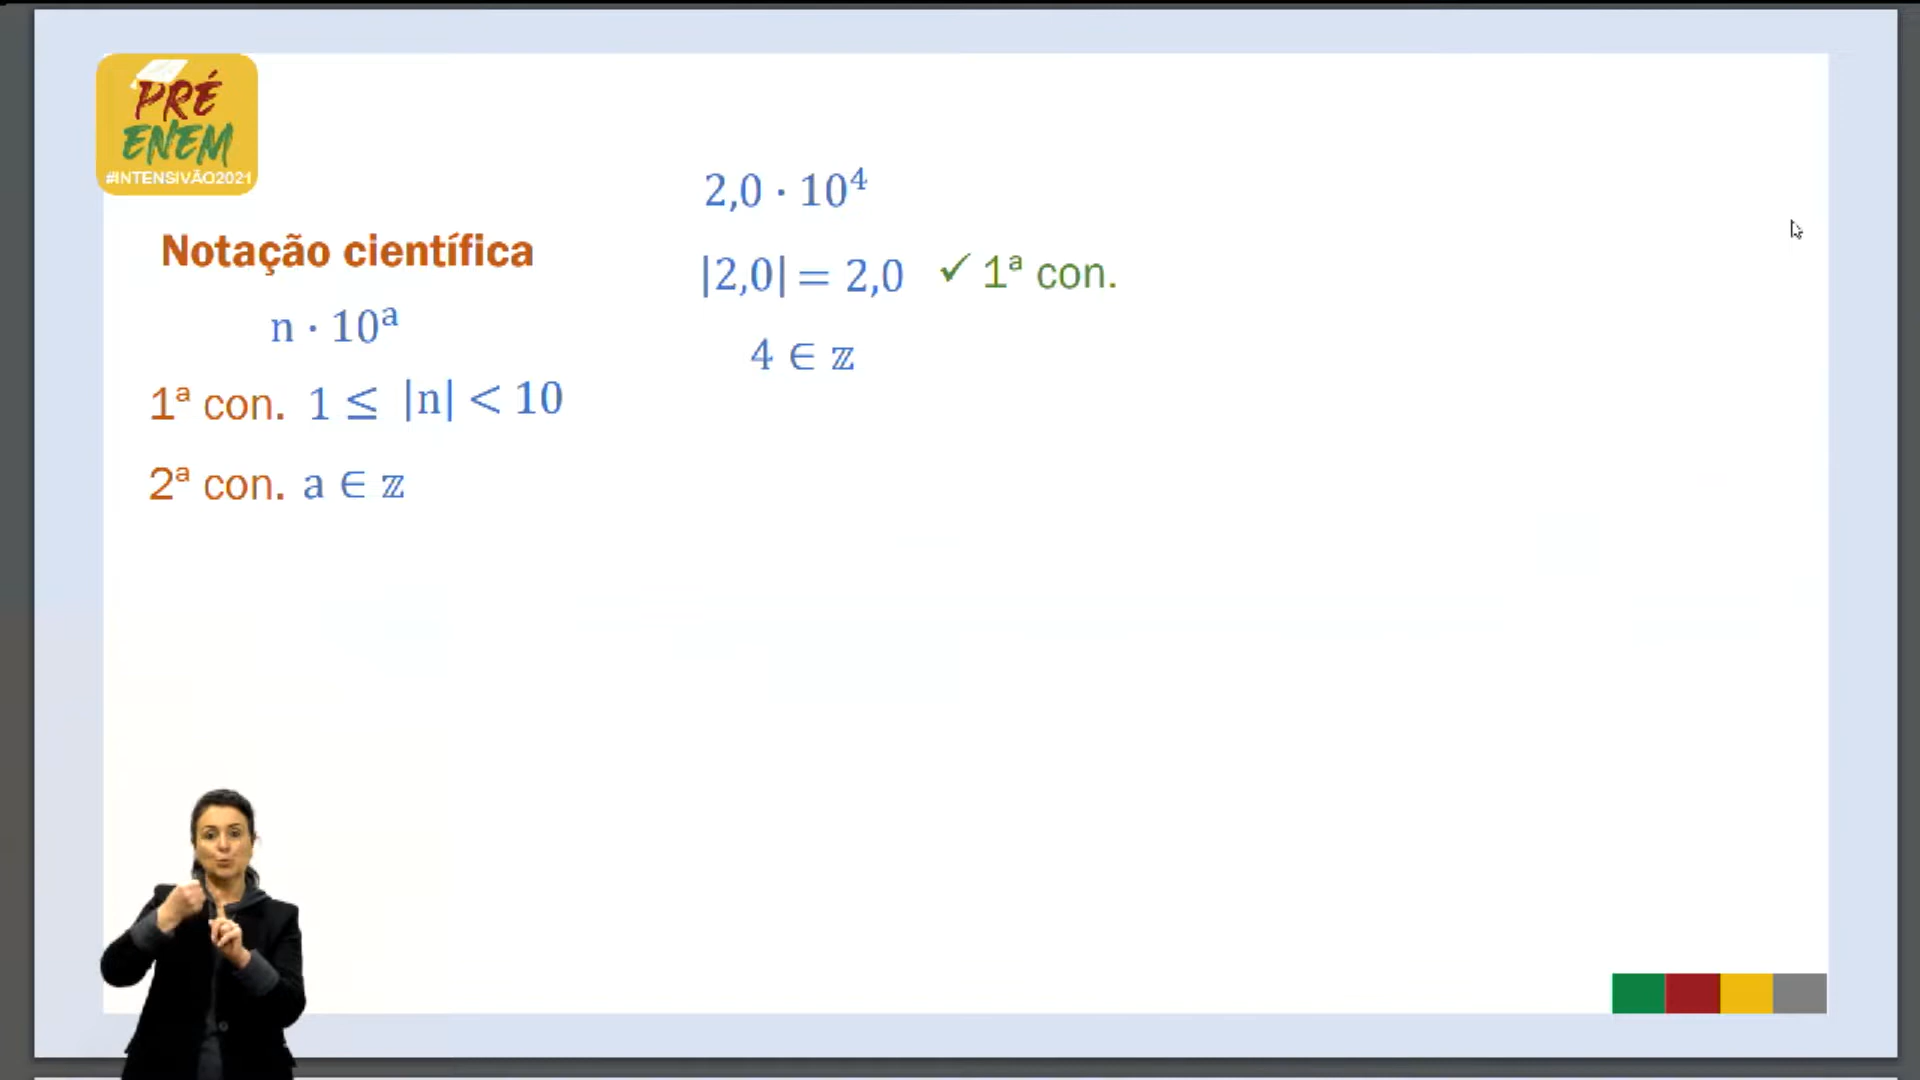 PRÉ
ENEM
#INTENSIVÃO2021
Notação científica
n · 10ᵃ
1ª con. 1 ≤ |n| < 10
2ª con. a ∈ ℤ
2,0 · 10⁴
|2,0| = 2,0 ✓ 1ª con.
4 ∈ ℤ